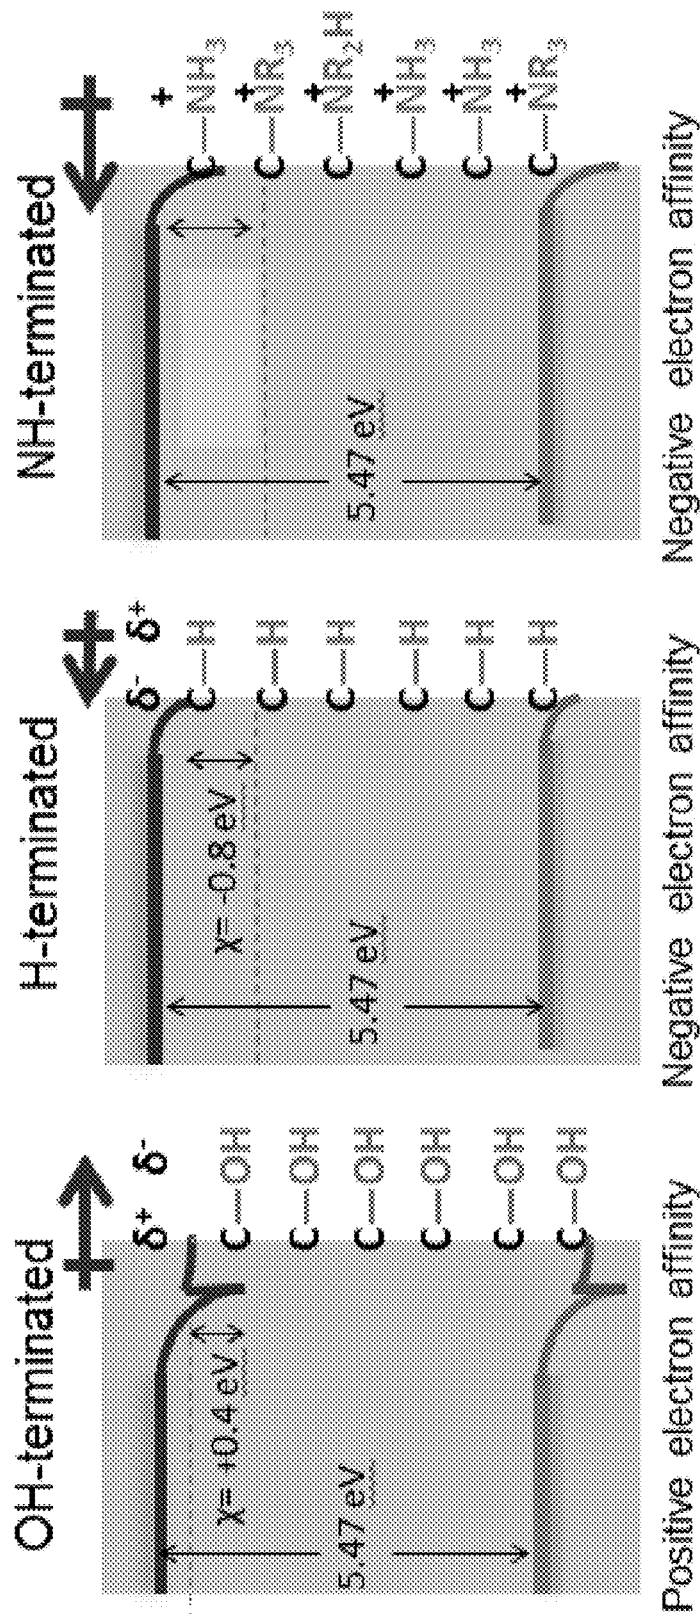 OH-terminated
δ+ δ-
C—OH
C—OH
C—OH
C—OH
C—OH
C—OH
χ= +0.4 eV
5.47 eV
Positive electron affinity
H-terminated
δ- δ+
C—H
C—H
C—H
C—H
C—H
C—H
χ= -0.8 eV
5.47 eV
Negative electron affinity
NH-terminated
+
C—NH3
+
C—NR3
+
C—NR2H
+
C—NH3
+
C—NH3
+
C—NR3
5.47 eV
Negative electron affinity